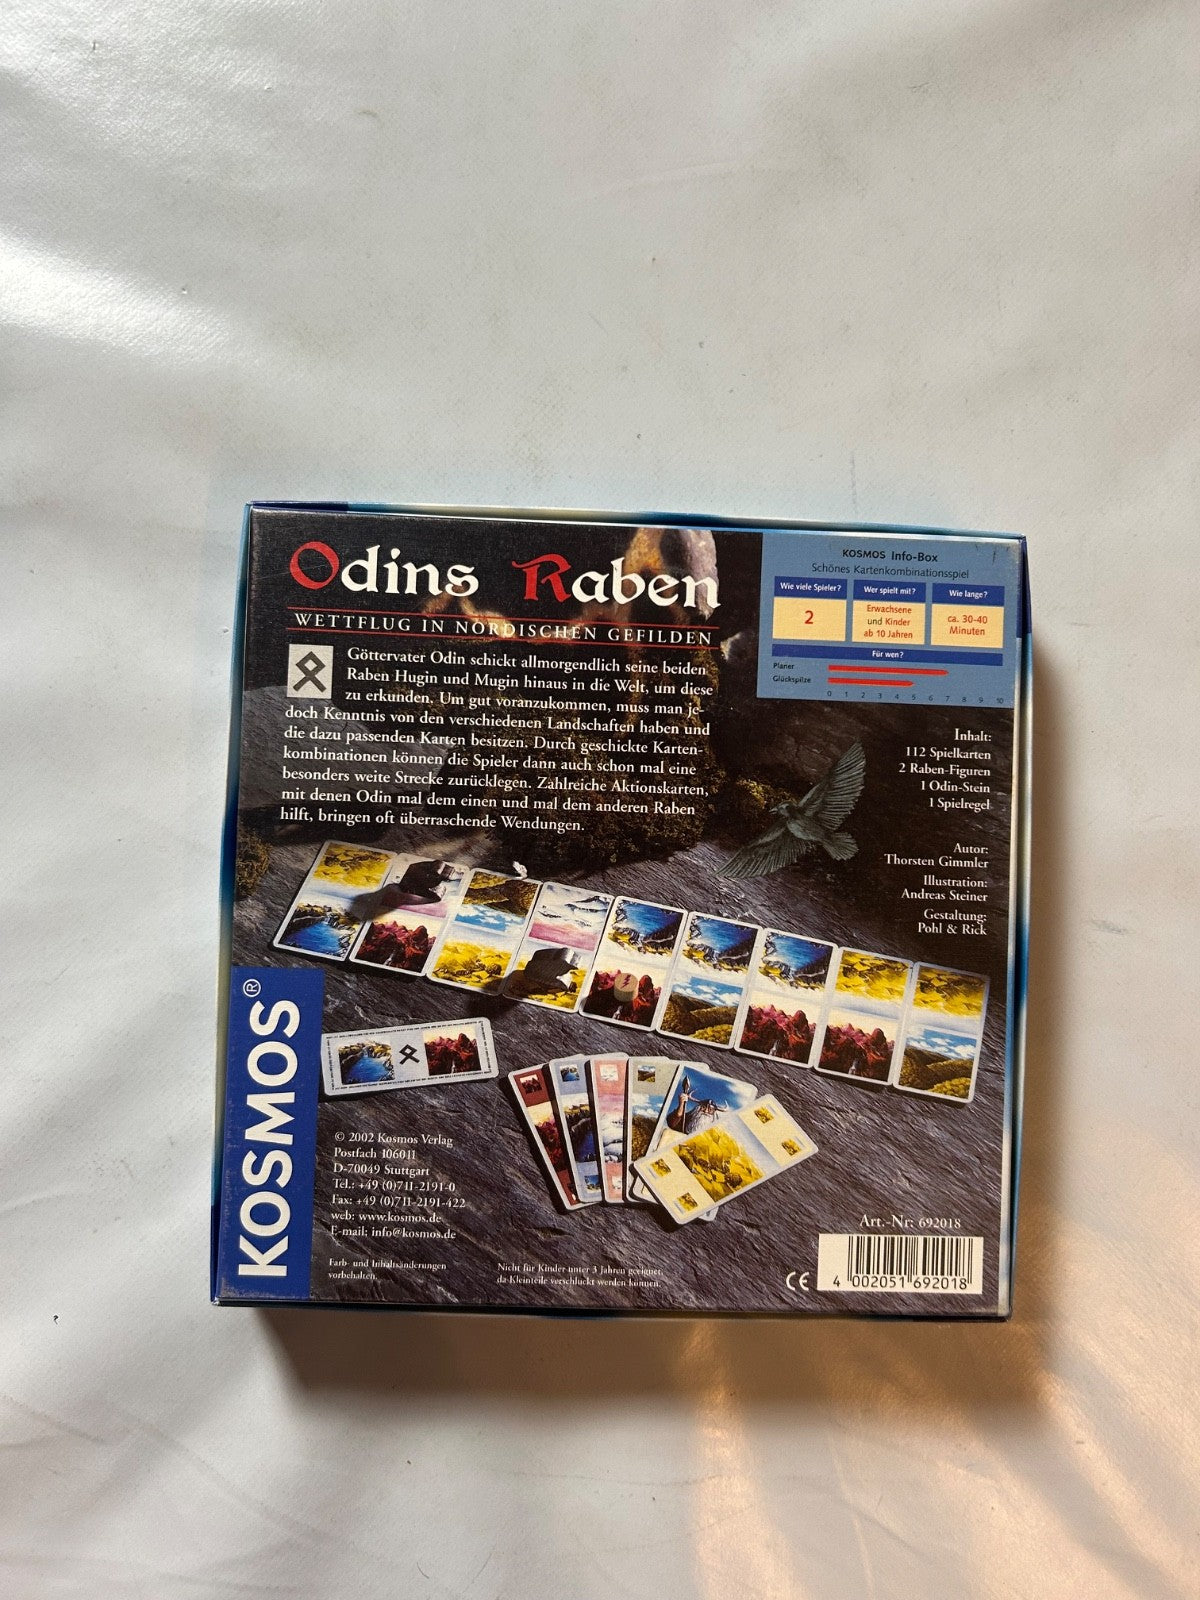 Odins Raben
WETTFLUG IN NORDISCHEN GEFILDEN
Göttervater Odin schickt allmorgendlich seine beiden
Raben Hugin und Mugin hinaus in die Welt, um diese
zu erkunden. Um gut voranzukommen, muss man je-
doch Kenntnis von den verschiedenen Landschaften haben und
die dazu passenden Karten besitzen. Durch geschickte Karten-
kombinationen können die Spieler dann auch schon mal eine
besonders weite Strecke zurücklegen. Zahlreiche Aktionskarten,
mit denen Odin mal dem einen und mal dem anderen Raben
hilft, bringen oft überraschende Wendungen.
KOSMOS Info-Box
Schönes Kartenkombinationsspiel
Wie viele Spieler?
2
Wer spielt mit?
Erwachsene
und Kinder
ab 10 Jahren
Wie lange?
ca. 30-40
Minuten
Für wen?
Planer
Glückspilze
0 1 2 3 4 5 6 7 8 9 10
Inhalt:
112 Spielkarten
2 Raben-Figuren
1 Odin-Stein
1 Spielregel
Autor:
Thorsten Gimmler
Illustration:
Andreas Steiner
Gestaltung:
Pohl & Rick
KOSMOS®
© 2002 Kosmos Verlag
Postfach 106011
D-70049 Stuttgart
Tel.: +49 (0)711-2191-0
Fax: +49 (0)711-2191-422
web: www.kosmos.de
E-mail: info@kosmos.de
Farb- und Inhaltsänderungen
vorbehalten.
Nicht für Kinder unter 3 Jahren geeignet,
da Kleinteile verschluckt werden können.
Art.-Nr: 692018
CE
4 002051 692018